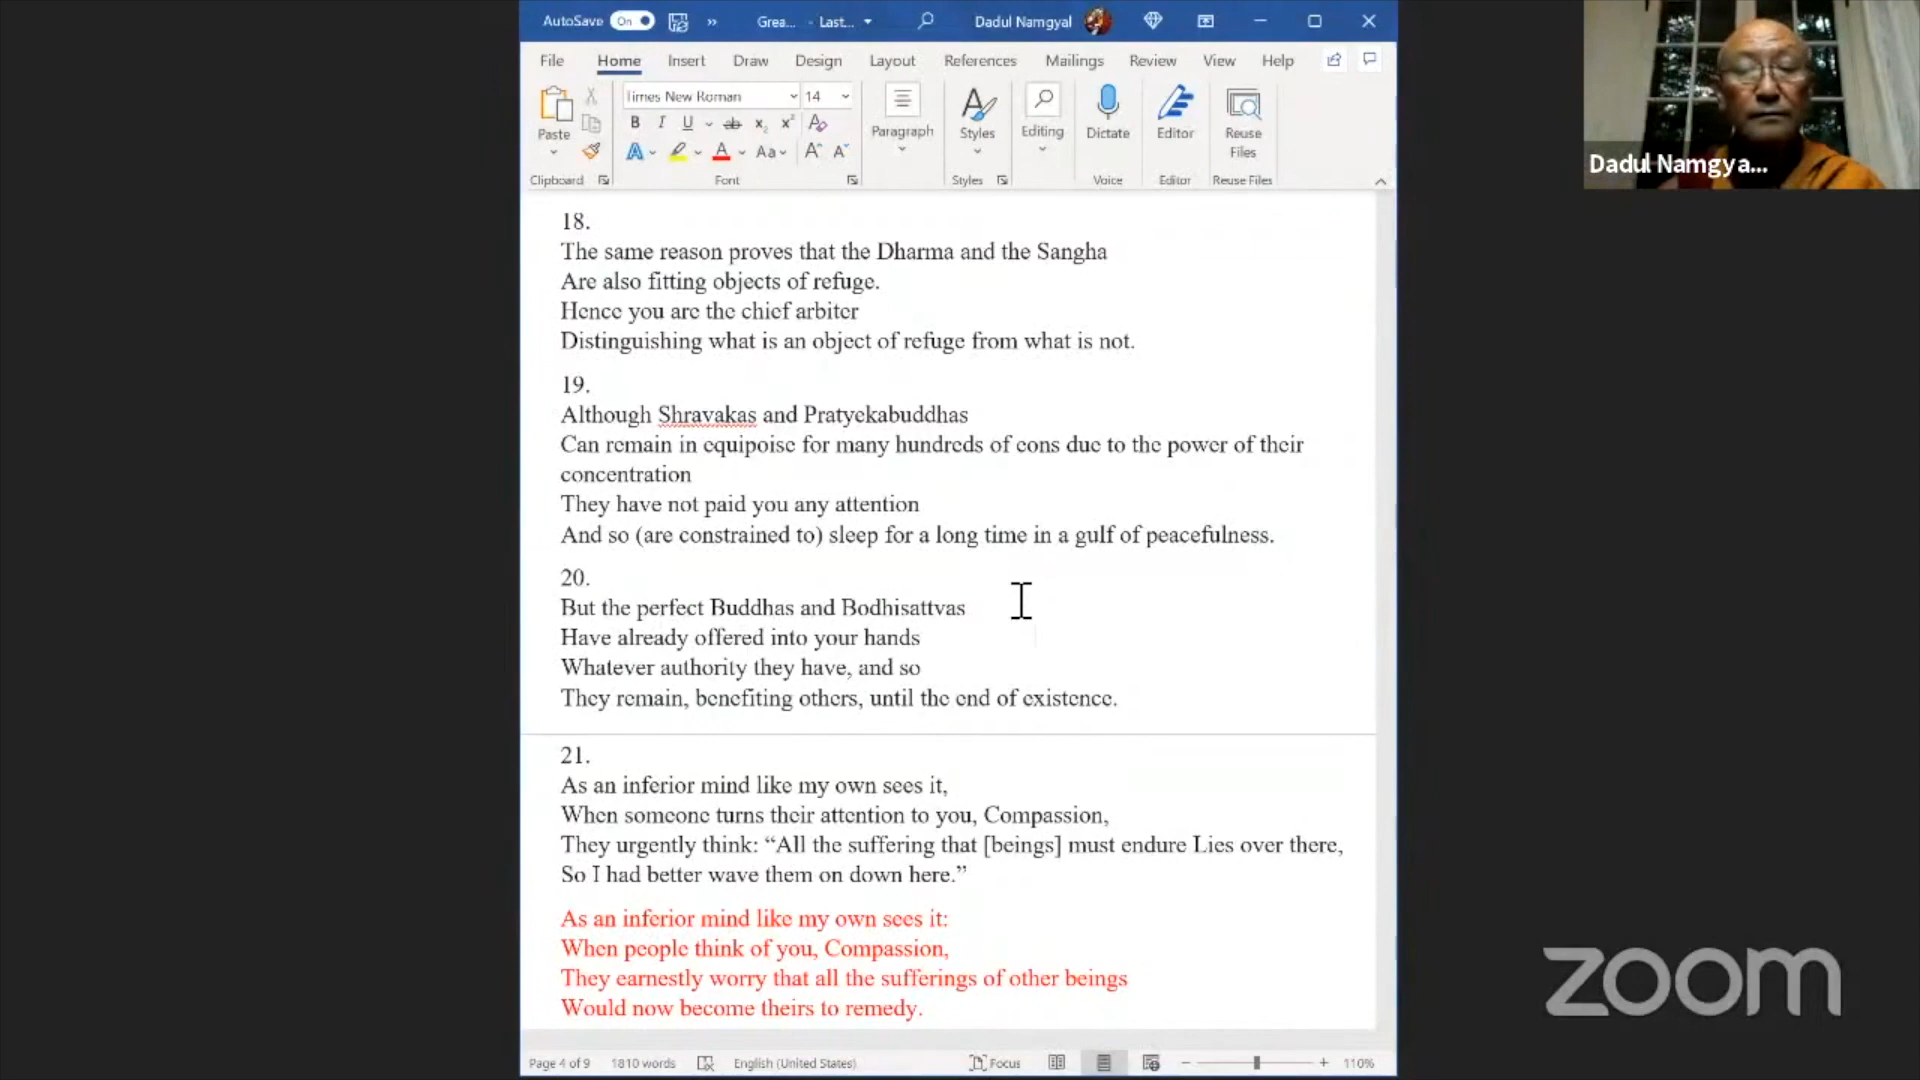 AutoSave On » Grea... - Last... Dadul Namgyal
File Home Insert Draw Design Layout References Mailings Review View Help
Times New Roman 14
B I U ab x₂ x² A
A A Aa A A
Paste Paragraph Styles Editing Dictate Editor Reuse Files
Clipboard Font Styles Voice Editor Reuse Files
Dadul Namgya...
18.
The same reason proves that the Dharma and the Sangha
Are also fitting objects of refuge.
Hence you are the chief arbiter
Distinguishing what is an object of refuge from what is not.
19.
Although Shravakas and Pratyekabuddhas
Can remain in equipoise for many hundreds of eons due to the power of their
concentration
They have not paid you any attention
And so (are constrained to) sleep for a long time in a gulf of peacefulness.
20.
But the perfect Buddhas and Bodhisattvas
Have already offered into your hands
Whatever authority they have, and so
They remain, benefiting others, until the end of existence.
21.
As an inferior mind like my own sees it,
When someone turns their attention to you, Compassion,
They urgently think: “All the suffering that [beings] must endure Lies over there,
So I had better wave them on down here.”
As an inferior mind like my own sees it:
When people think of you, Compassion,
They earnestly worry that all the sufferings of other beings
Would now become theirs to remedy.
zoom
Page 4 of 9 1810 words English (United States) Focus - + 110%